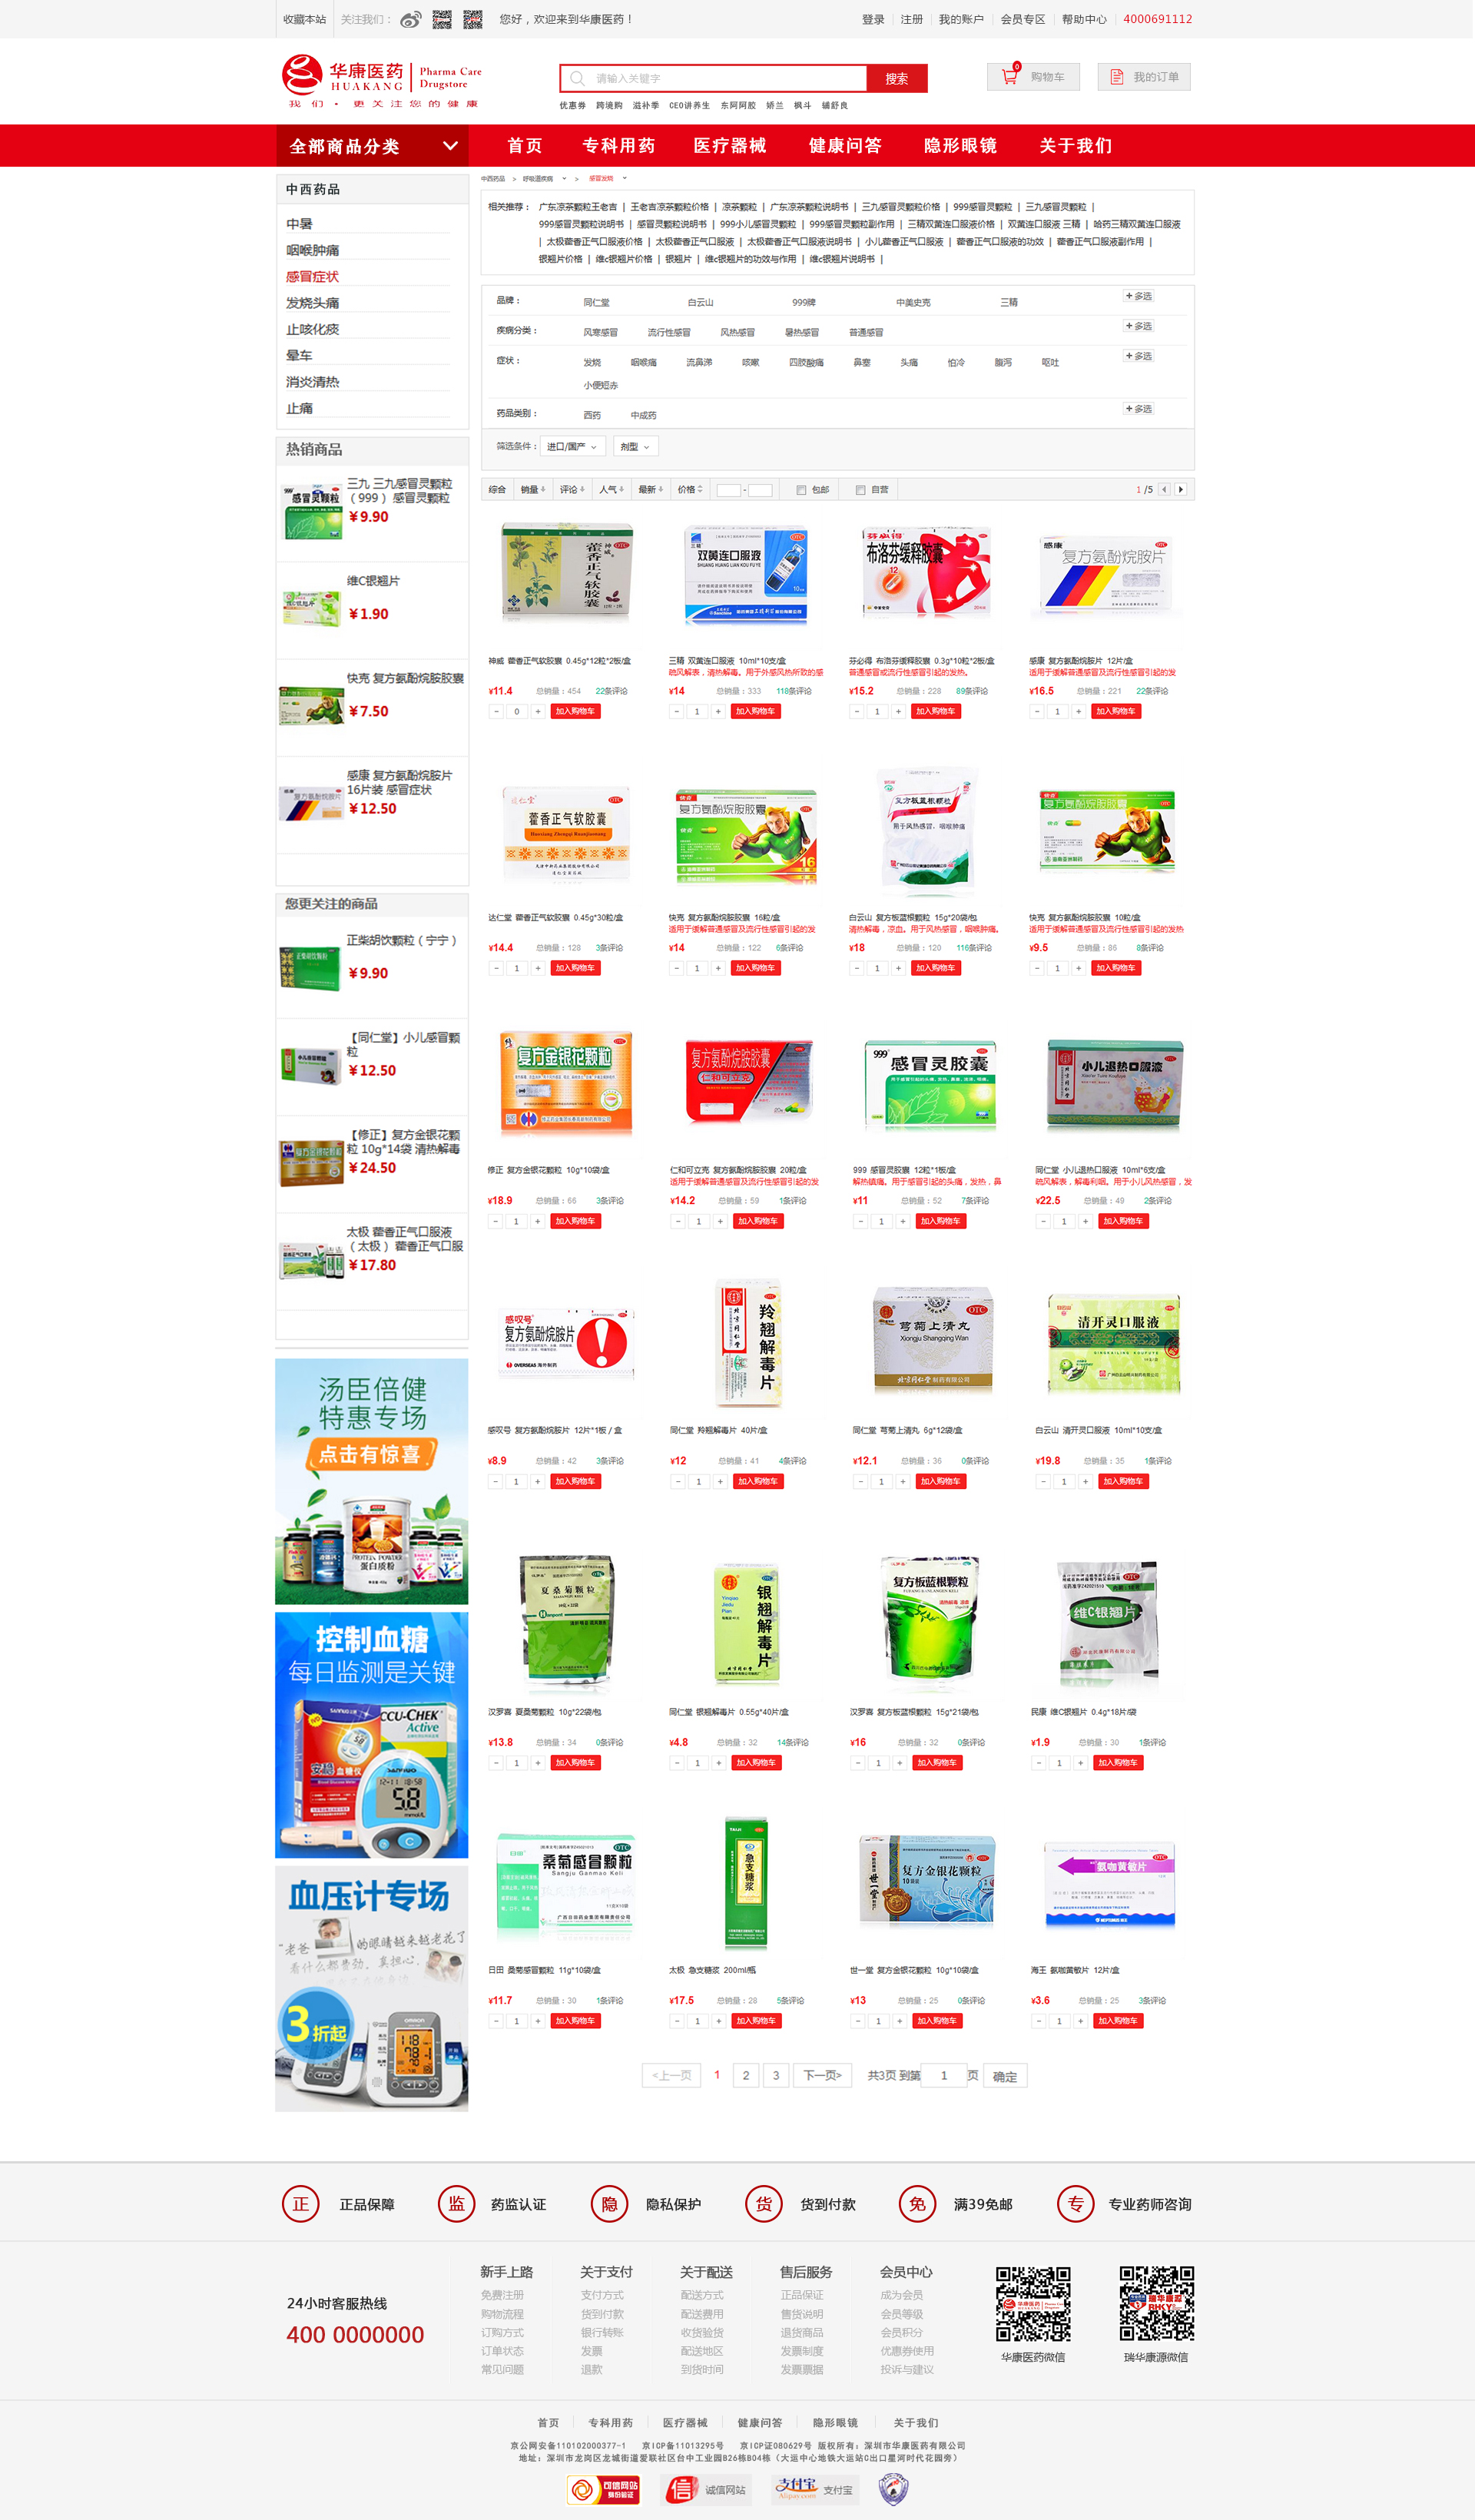 收藏本站 关注我们： 您好，欢迎来到华康医药！ 登录 注册 我的账户 会员专区 帮助中心 4000691112
华康医药 HUAKANG Pharma Care Drugstore
我们·更关注您的健康
请输入关键字 搜索
0 购物车 我的订单
优惠券 跨境购 滋补季 CEO讲养生 东阿阿胶 娇兰 枫斗 辅舒良
全部商品分类 首页 专科用药 医疗器械 健康问答 隐形眼镜 关于我们
中西药品
中暑
咽喉肿痛
感冒症状
发烧头痛
止咳化痰
晕车
消炎清热
止痛
热销商品
三九 三九感冒灵颗粒
（999） 感冒灵颗粒
￥9.90
维C银翘片
￥1.90
快克 复方氨酚烷胺胶囊
￥7.50
感康 复方氨酚烷胺片
16片装 感冒症状
￥12.50
您更关注的商品
正柴胡饮颗粒（宁宁）
￥9.90
【同仁堂】小儿感冒颗
粒
￥12.50
【修正】复方金银花颗
粒 10g*14袋 清热解毒
￥24.50
太极 藿香正气口服液
（太极） 藿香正气口服
￥17.80
汤臣倍健
特惠专场
点击有惊喜
PROTEIN POWDER
蛋白质粉
控制血糖
每日监测是关键
ACCU-CHEK
Active
安稳 血糖仪
5.8
血压计专场
“老爸
的眼睛越来越老花了
看什么都费劲，真担心，
3折起
中西药品 > 呼吸道疾病 > 感冒发烧
相关推荐： 广东凉茶颗粒王老吉 | 王老吉凉茶颗粒价格 | 凉茶颗粒 | 广东凉茶颗粒说明书 | 三九感冒灵颗粒价格 | 999感冒灵颗粒 | 三九感冒灵颗粒 |
999感冒灵颗粒说明书 | 感冒灵颗粒说明书 | 999小儿感冒灵颗粒 | 999感冒灵颗粒副作用 | 三精双黄连口服液价格 | 双黄连口服液 三精 | 哈药三精双黄连口服液
| 太极藿香正气口服液价格 | 太极藿香正气口服液 | 太极藿香正气口服液说明书 | 小儿藿香正气口服液 | 藿香正气口服液的功效 | 藿香正气口服液副作用 |
银翘片价格 | 维c银翘片价格 | 银翘片 | 维c银翘片的功效与作用 | 维c银翘片说明书 |
品牌： 同仁堂 白云山 999牌 中美史克 三精 +多选
疾病分类： 风寒感冒 流行性感冒 风热感冒 暑热感冒 普通感冒 +多选
症状： 发烧 咽喉痛 流鼻涕 咳嗽 四肢酸痛 鼻塞 头痛 怕冷 腹泻 呕吐 +多选
小便短赤
药品类别： 西药 中成药 +多选
筛选条件： 进口/国产 剂型
综合 销量 评论 人气 最新 价格 - 包邮 自营 1 /5
神威 藿香正气软胶囊 0.45g*12粒*2板/盒
¥11.4 总销量：454 22条评论
- 0 + 加入购物车
三精 双黄连口服液 10ml*10支/盒
疏风解表，清热解毒。用于外感风热所致的感
¥14 总销量：333 118条评论
- 1 + 加入购物车
芬必得 布洛芬缓释胶囊 0.3g*10粒*2板/盒
普通感冒或流行性感冒引起的发热。
¥15.2 总销量：228 89条评论
- 1 + 加入购物车
感康 复方氨酚烷胺片 12片/盒
适用于缓解普通感冒及流行性感冒引起的发
¥16.5 总销量：221 22条评论
- 1 + 加入购物车
达仁堂 藿香正气软胶囊 0.45g*30粒/盒
¥14.4 总销量：128 3条评论
- 1 + 加入购物车
快克 复方氨酚烷胺胶囊 16粒/盒
适用于缓解普通感冒及流行性感冒引起的发
¥14 总销量：122 6条评论
- 1 + 加入购物车
白云山 复方板蓝根颗粒 15g*20袋/包
清热解毒，凉血。用于风热感冒，咽喉肿痛。
¥18 总销量：120 116条评论
- 1 + 加入购物车
快克 复方氨酚烷胺胶囊 10粒/盒
适用于缓解普通感冒及流行性感冒引起的发热
¥9.5 总销量：86 8条评论
- 1 + 加入购物车
修正 复方金银花颗粒 10g*10袋/盒
¥18.9 总销量：66 3条评论
- 1 + 加入购物车
仁和可立克 复方氨酚烷胺胶囊 20粒/盒
适用于缓解普通感冒及流行性感冒引起的发
¥14.2 总销量：59 1条评论
- 1 + 加入购物车
999 感冒灵胶囊 12粒*1板/盒
解热镇痛。用于感冒引起的头痛，发热，鼻
¥11 总销量：52 7条评论
- 1 + 加入购物车
同仁堂 小儿退热口服液 10ml*6支/盒
疏风解表，解毒利咽。用于小儿风热感冒，发
¥22.5 总销量：49 2条评论
- 1 + 加入购物车
感叹号 复方氨酚烷胺片 12片*1板／盒
¥8.9 总销量：42 3条评论
- 1 + 加入购物车
同仁堂 羚翘解毒片 40片/盒
¥12 总销量：41 4条评论
- 1 + 加入购物车
同仁堂 芎菊上清丸 6g*12袋/盒
¥12.1 总销量：36 0条评论
- 1 + 加入购物车
白云山 清开灵口服液 10ml*10支/盒
¥19.8 总销量：35 1条评论
- 1 + 加入购物车
汉罗喜 夏桑菊颗粒 10g*22袋/包
¥13.8 总销量：34 0条评论
- 1 + 加入购物车
同仁堂 银翘解毒片 0.55g*40片/盒
¥4.8 总销量：32 14条评论
- 1 + 加入购物车
汉罗喜 复方板蓝根颗粒 15g*21袋/包
¥16 总销量：32 0条评论
- 1 + 加入购物车
民康 维C银翘片 0.4g*18片/袋
¥1.9 总销量：30 1条评论
- 1 + 加入购物车
日田 桑菊感冒颗粒 11g*10袋/盒
¥11.7 总销量：30 1条评论
- 1 + 加入购物车
太极 急支糖浆 200ml/瓶
¥17.5 总销量：28 5条评论
- 1 + 加入购物车
世一堂 复方金银花颗粒 10g*10袋/盒
¥13 总销量：25 0条评论
- 1 + 加入购物车
海王 氨咖黄敏片 12片/盒
¥3.6 总销量：25 3条评论
- 1 + 加入购物车
<上一页 1 2 3 下一页> 共3页 到第 1 页 确定
正 正品保障 监 药监认证 隐 隐私保护 货 货到付款 免 满39免邮 专 专业药师咨询
24小时客服热线
400 0000000
新手上路 关于支付 关于配送 售后服务 会员中心
免费注册 支付方式 配送方式 正品保证 成为会员
购物流程 货到付款 配送费用 售货说明 会员等级
订购方式 银行转账 收货验货 退货商品 会员积分
订单状态 发票 配送地区 发票制度 优惠券使用
常见问题 退款 到货时间 发票票据 投诉与建议
华康医药微信 瑞华康源微信
首页 专科用药 医疗器械 健康问答 隐形眼镜 关于我们
京公网安备110102000377-1 京ICP备11013295号 京ICP证080629号 版权所有：深圳市华康医药有限公司
地址：深圳市龙岗区龙城街道爱联社区台中工业园B26栋B04栋（大运中心地铁大运站C出口星河时代花园旁）
可信网站 身份验证 信 诚信网站 支付宝 Alipay.com 支付宝